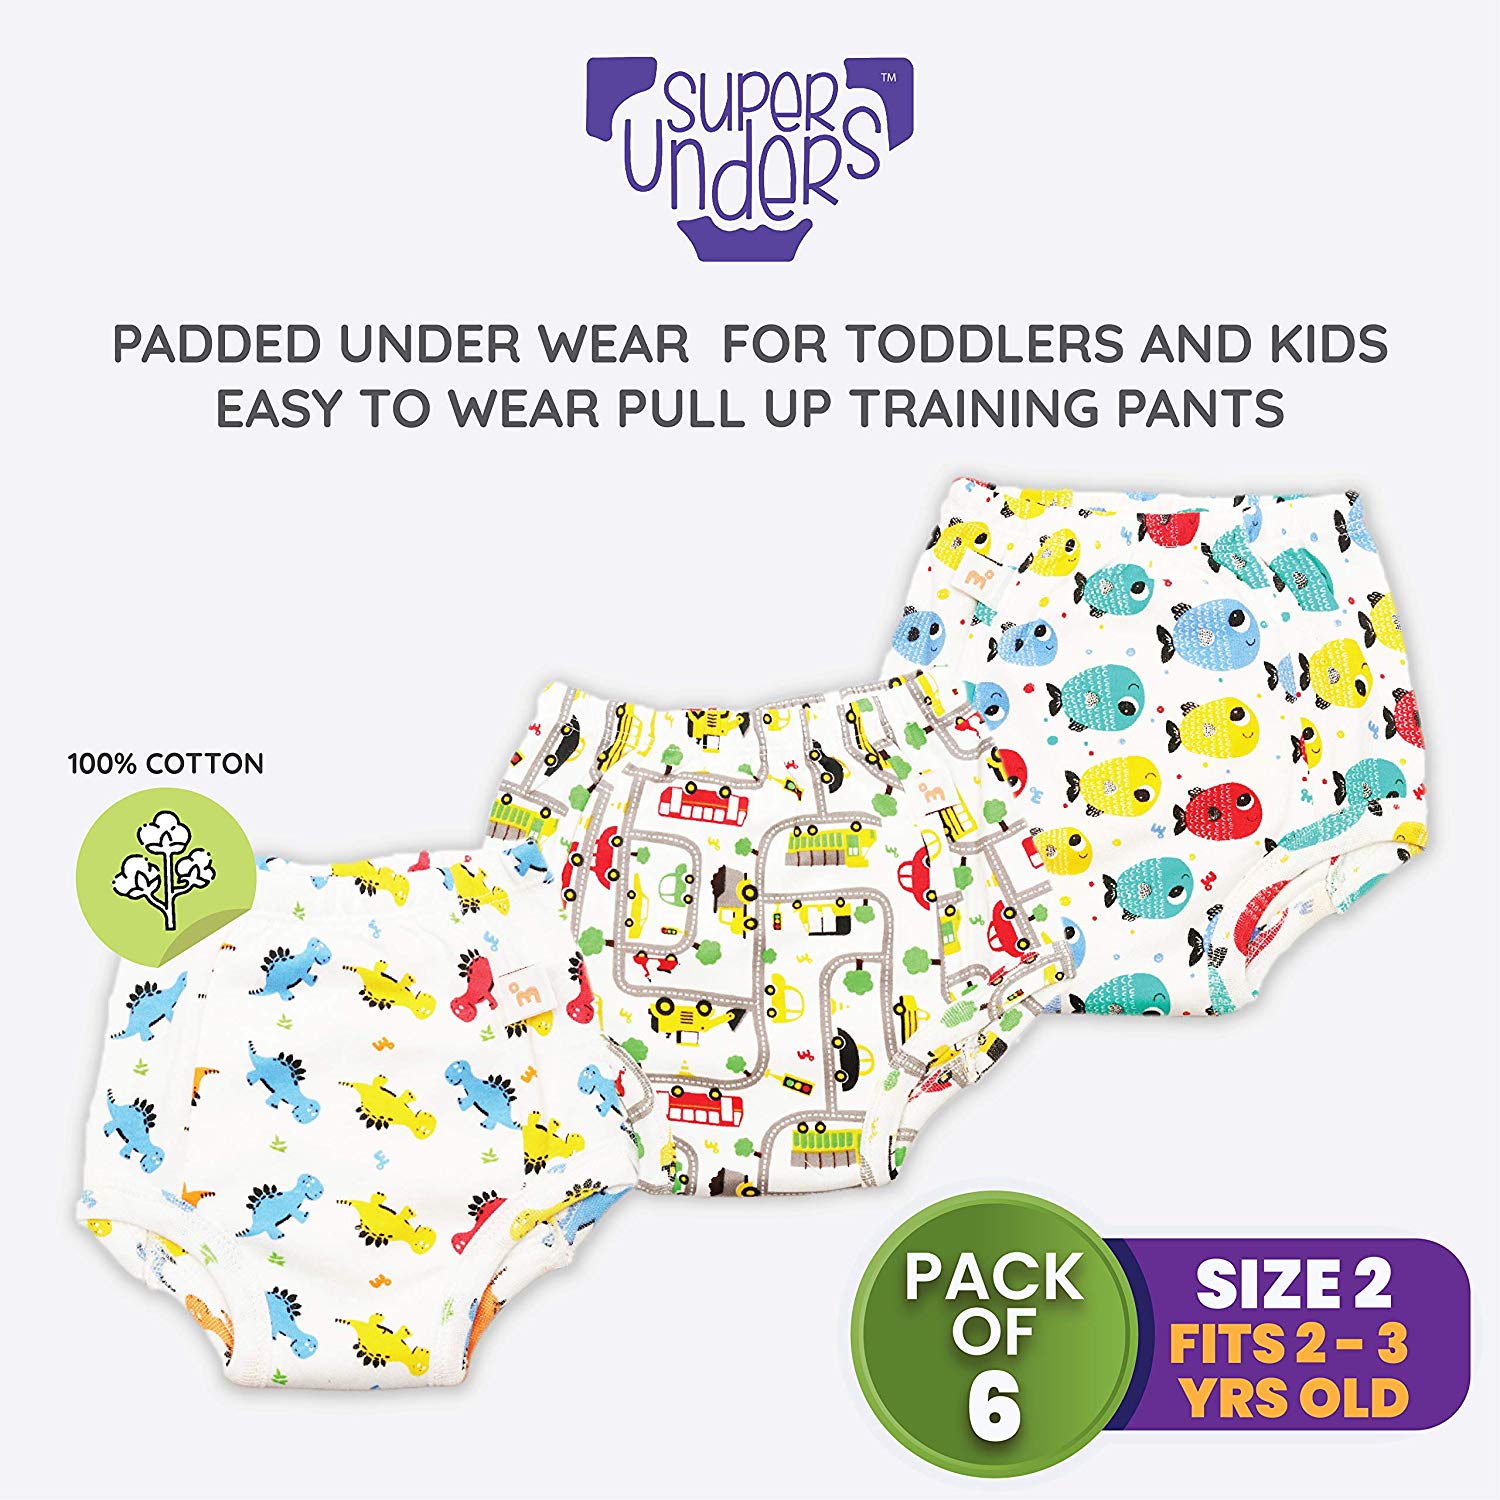 SUPER
UNDERS
TM
PADDED UNDER WEAR FOR TODDLERS AND KIDS
EASY TO WEAR PULL UP TRAINING PANTS
100% COTTON
PACK
OF
6
SIZE 2
FITS 2 - 3
YRS OLD